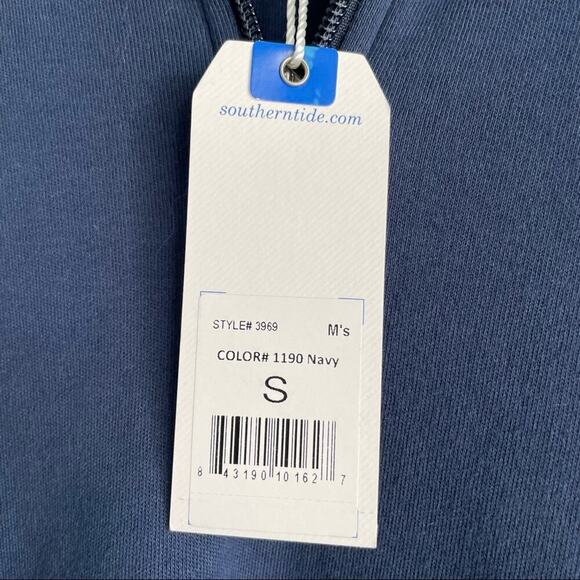 southerntide.com
STYLE# 3969 M's
COLOR# 1190 Navy
S
8 43190 10162 7